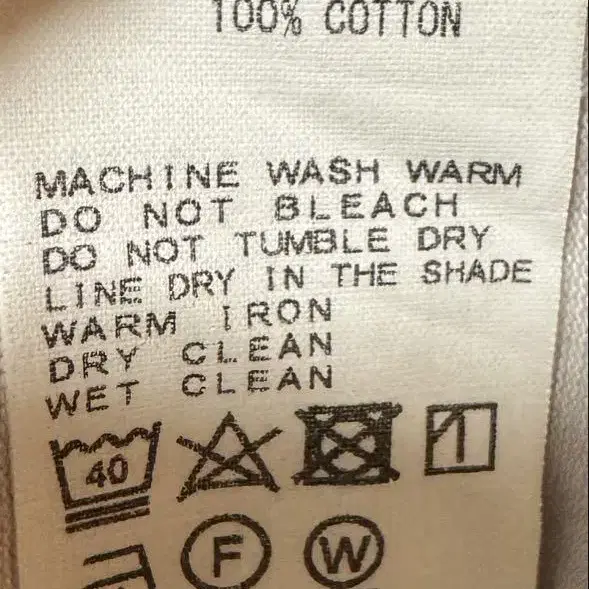 100% COTTON
MACHINE WASH WARM
DO NOT BLEACH
DO NOT TUMBLE DRY
LINE DRY IN THE SHADE
WARM IRON
DRY CLEAN
WET CLEAN
40
F W